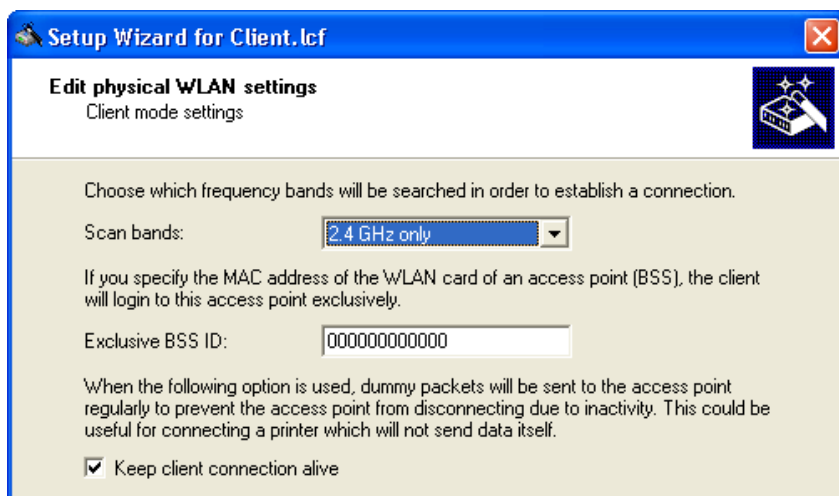 Setup Wizard for Client.lcf
Edit physical WLAN settings
Client mode settings
Choose which frequency bands will be searched in order to establish a connection.
Scan bands: 2.4 GHz only
If you specify the MAC address of the WLAN card of an access point (BSS), the client
will login to this access point exclusively.
Exclusive BSS ID: 000000000000
When the following option is used, dummy packets will be sent to the access point
regularly to prevent the access point from disconnecting due to inactivity. This could be
useful for connecting a printer which will not send data itself.
Keep client connection alive